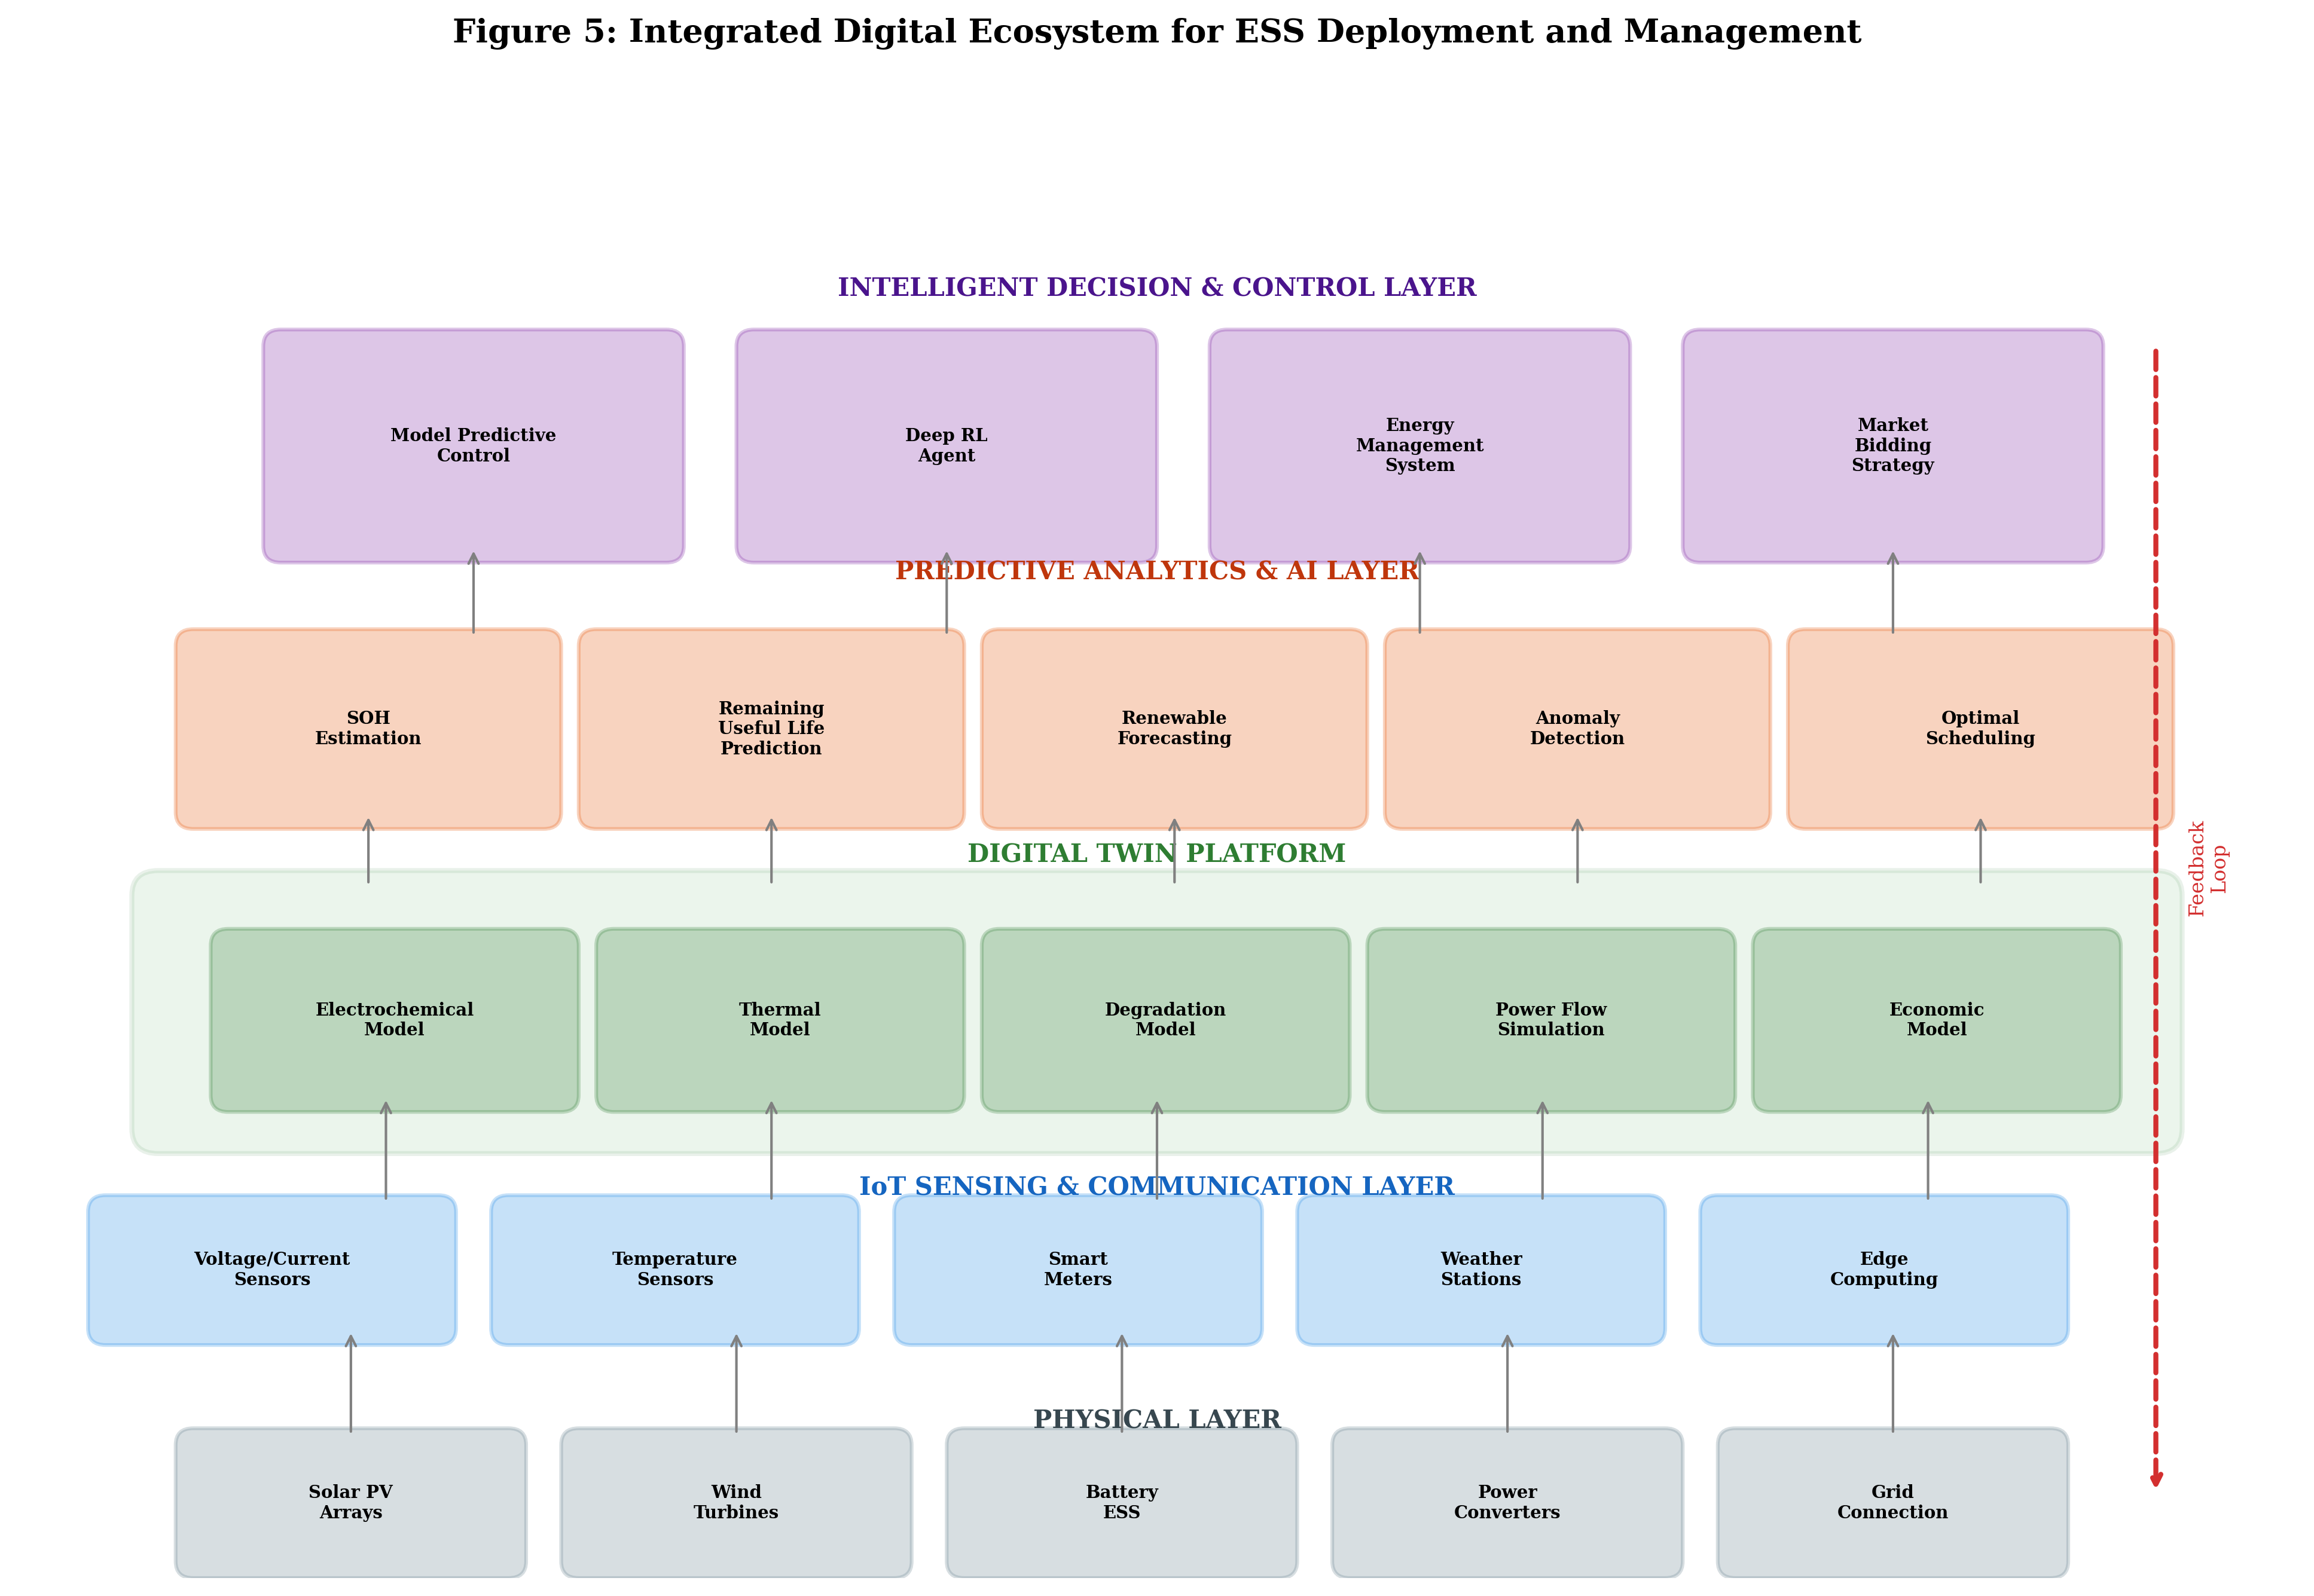 Figure 5: Integrated Digital Ecosystem for ESS Deployment and Management
INTELLIGENT DECISION & CONTROL LAYER
Model Predictive
Control
Deep RL
Agent
Energy
Management
System
Market
Bidding
Strategy
PREDICTIVE ANALYTICS & AI LAYER
SOH
Estimation
Remaining
Useful Life
Prediction
Renewable
Forecasting
Anomaly
Detection
Optimal
Scheduling
Feedback
Loop
DIGITAL TWIN PLATFORM
Electrochemical
Model
Thermal
Model
Degradation
Model
Power Flow
Simulation
Economic
Model
IoT SENSING & COMMUNICATION LAYER
Voltage/Current
Sensors
Temperature
Sensors
Smart
Meters
Weather
Stations
Edge
Computing
PHYSICAL LAYER
Solar PV
Arrays
Wind
Turbines
Battery
ESS
Power
Converters
Grid
Connection